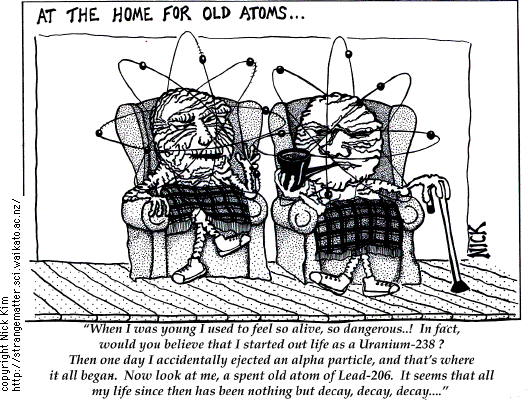 AT THE HOME FOR OLD ATOMS...
NICK
copyright Nick Kim
http://strangematter.sci.waikato.ac.nz/
"When I was young I used to feel so alive, so dangerous..!  In fact,
would you believe that I started out life as a Uranium-238 ?
Then one day I accidentally ejected an alpha particle, and that's where
it all began.  Now look at me, a spent old atom of Lead-206.  It seems that all
my life since then has been nothing but decay, decay, decay...."